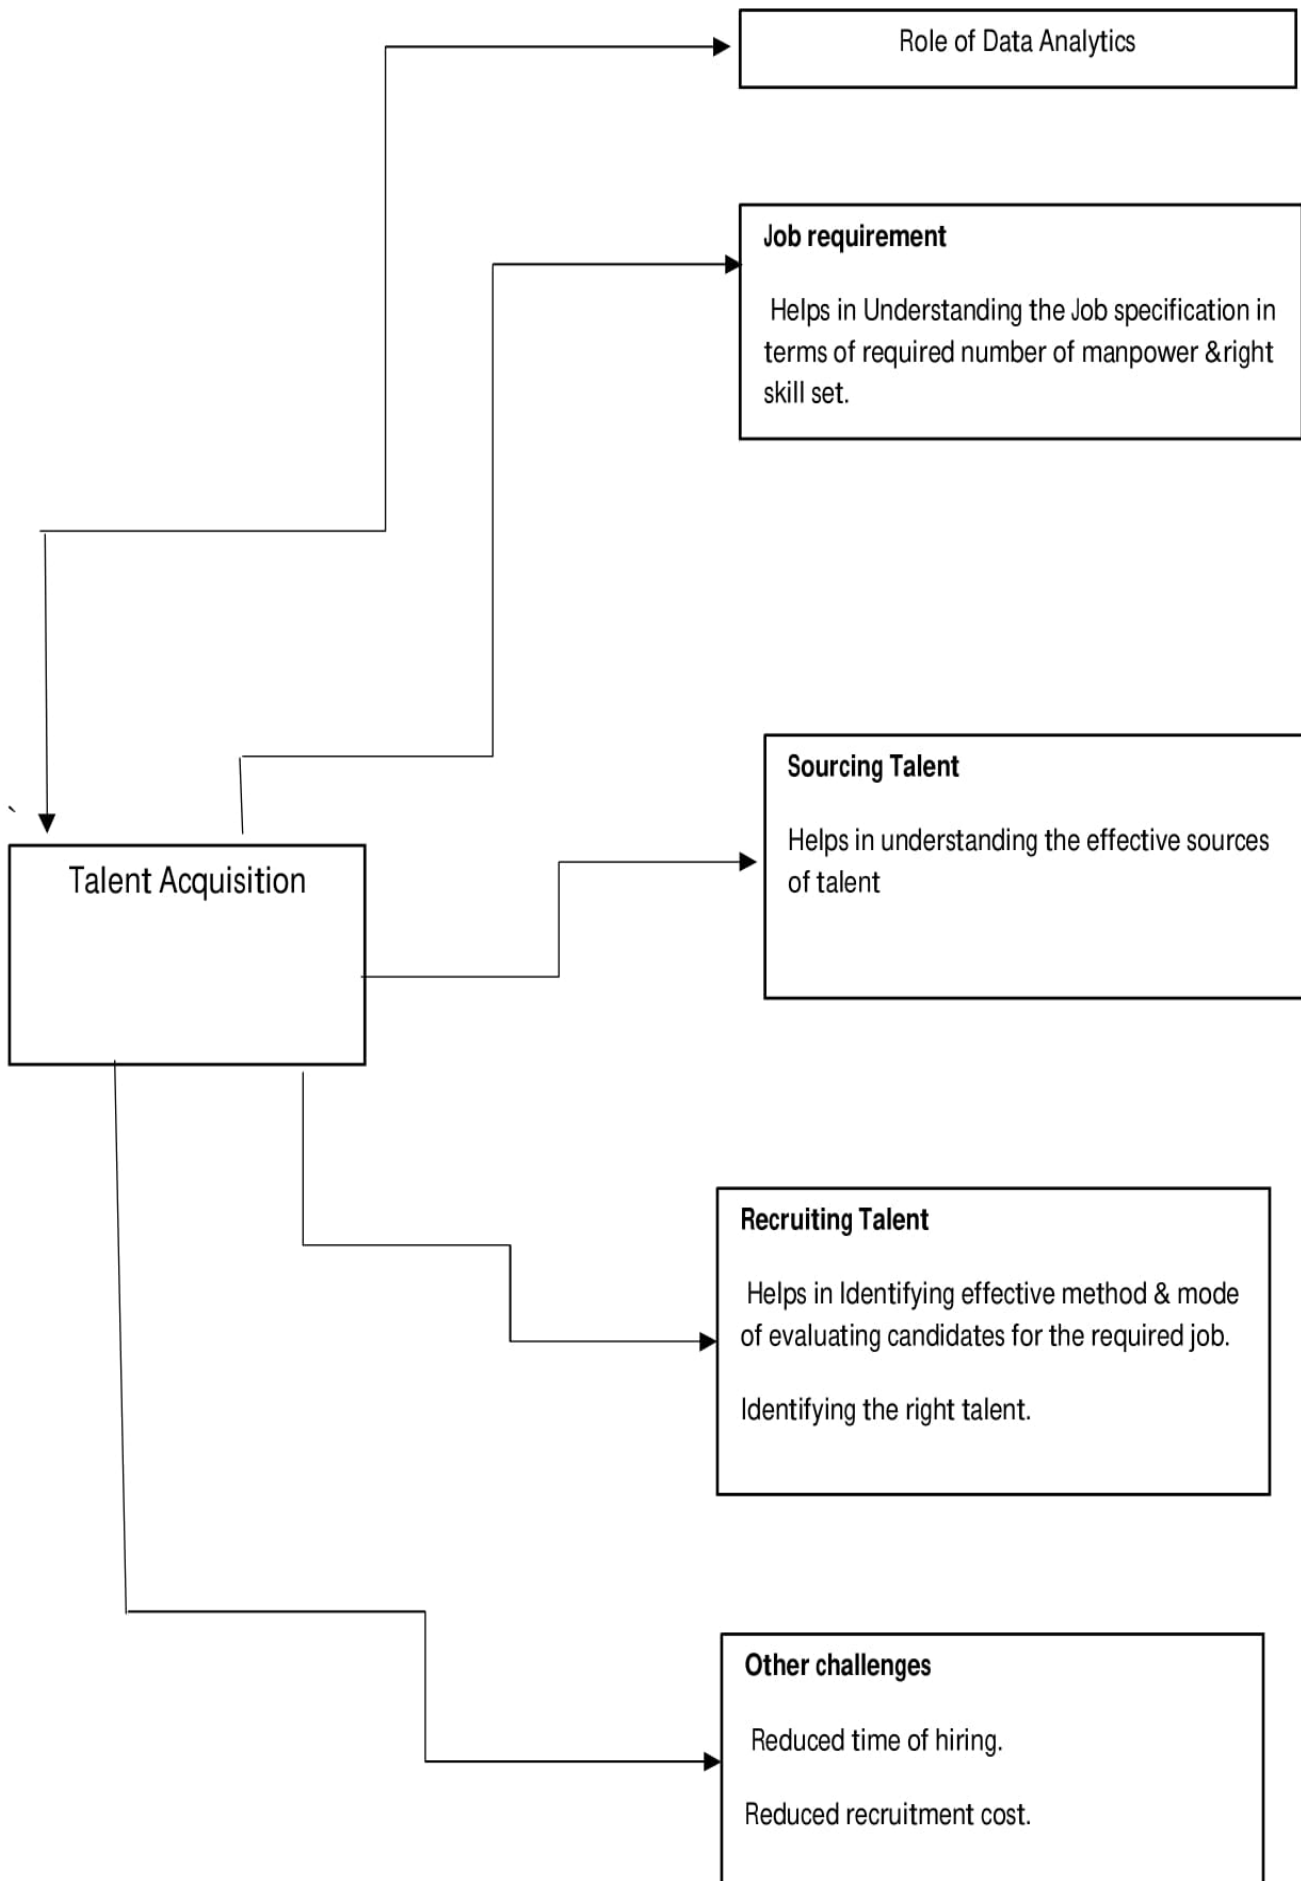 Role of Data Analytics
Job requirement
Helps in Understanding the Job specification in
terms of required number of manpower &right
skill set.
`
Talent Acquisition
Sourcing Talent
Helps in understanding the effective sources
of talent
Recruiting Talent
Helps in Identifying effective method & mode
of evaluating candidates for the required job.
Identifying the right talent.
Other challenges
Reduced time of hiring.
Reduced recruitment cost.